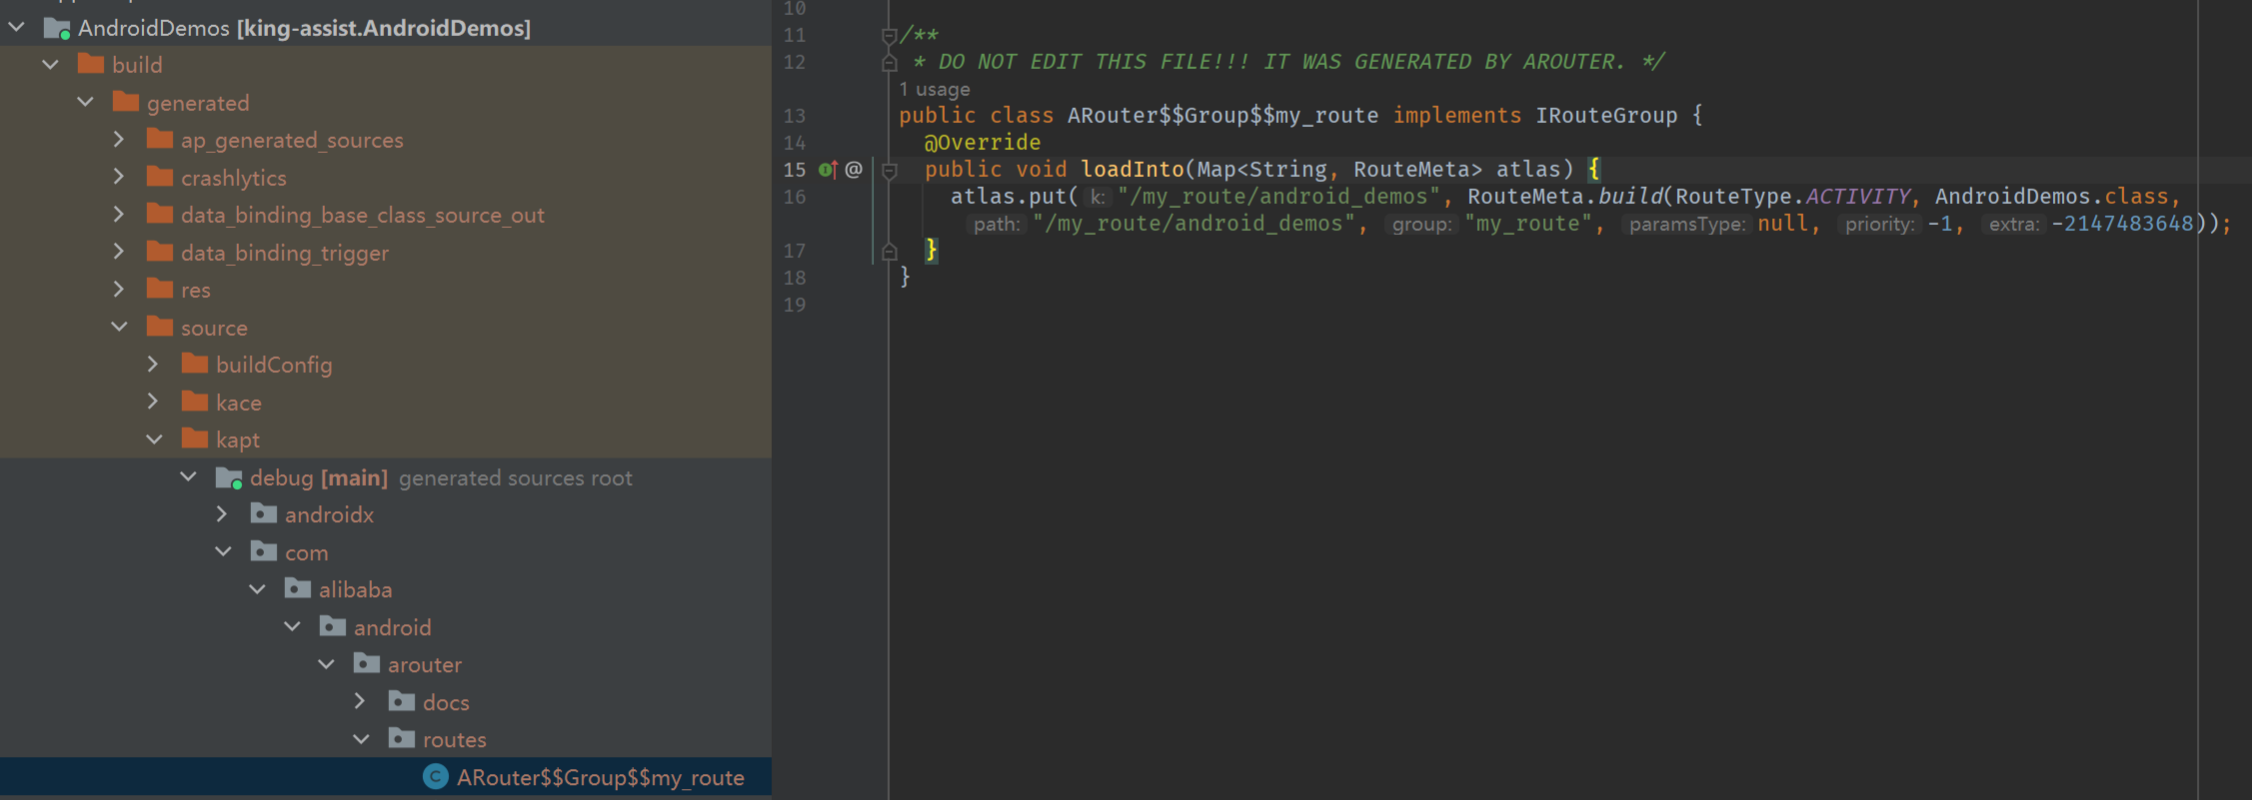 AndroidDemos [king-assist.AndroidDemos]
build
generated
ap_generated_sources
crashlytics
data_binding_base_class_source_out
data_binding_trigger
res
source
buildConfig
kace
kapt
debug [main] generated sources root
androidx
com
alibaba
android
arouter
docs
routes
ARouter$$Group$$my_route
10
11 /**
12 * DO NOT EDIT THIS FILE!!! IT WAS GENERATED BY AROUTER. */
1 usage
13 public class ARouter$$Group$$my_route implements IRouteGroup {
14 @Override
15 @ public void loadInto(Map<String, RouteMeta> atlas) {
16 atlas.put( k: "/my_route/android_demos", RouteMeta.build(RouteType.ACTIVITY, AndroidDemos.class,
path: "/my_route/android_demos", group: "my_route", paramsType: null, priority: -1, extra: -2147483648));
17 }
18 }
19